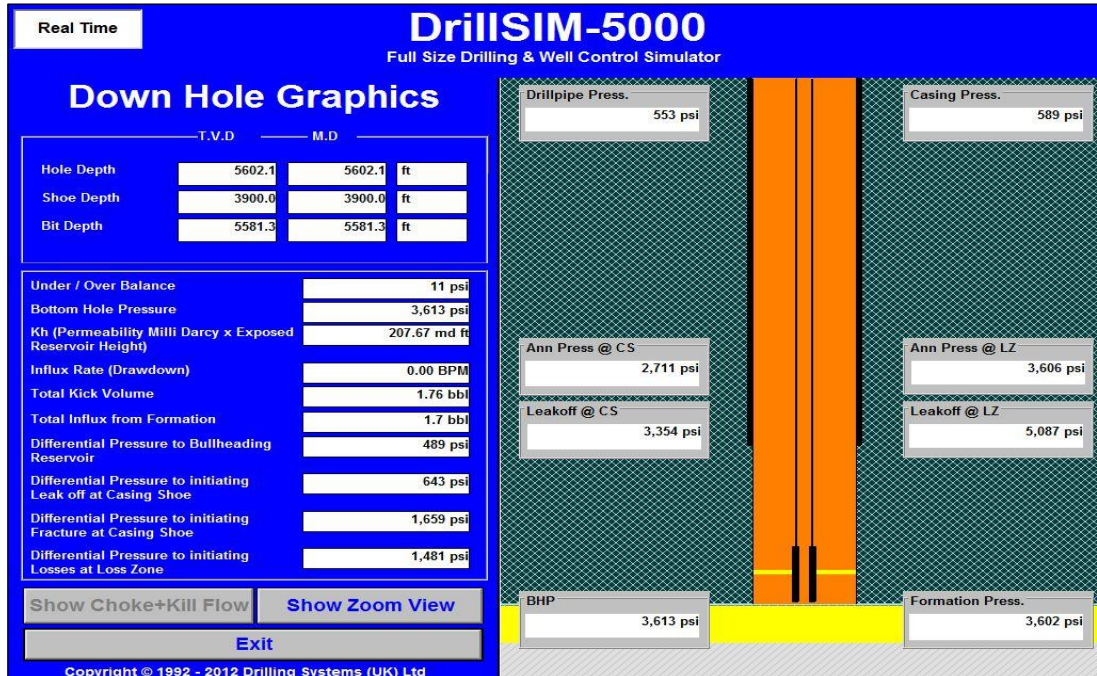 Real Time
DrillSIM-5000
Full Size Drilling & Well Control Simulator
Down Hole Graphics
T.V.D M.D
Hole Depth 5602.1 5602.1 ft
Shoe Depth 3900.0 3900.0 ft
Bit Depth 5581.3 5581.3 ft
Under / Over Balance 11 psi
Bottom Hole Pressure 3,613 psi
Kh (Permeability Milli Darcy x Exposed 207.67 md ft
Reservoir Height)
Influx Rate (Drawdown) 0.00 BPM
Total Kick Volume 1.76 bbl
Total Influx from Formation 1.7 bbl
Differential Pressure to Bullheading 489 psi
Reservoir
Differential Pressure to initiating 643 psi
Leak off at Casing Shoe
Differential Pressure to initiating 1,659 psi
Fracture at Casing Shoe
Differential Pressure to initiating 1,481 psi
Losses at Loss Zone
Show Choke+Kill Flow Show Zoom View
Exit
Copyright © 1992 - 2012 Drilling Systems (UK) Ltd
Drillpipe Press.
553 psi
Casing Press.
589 psi
Ann Press @ CS
2,711 psi
Ann Press @ LZ
3,606 psi
Leakoff @ CS
3,354 psi
Leakoff @ LZ
5,087 psi
BHP
3,613 psi
Formation Press.
3,602 psi